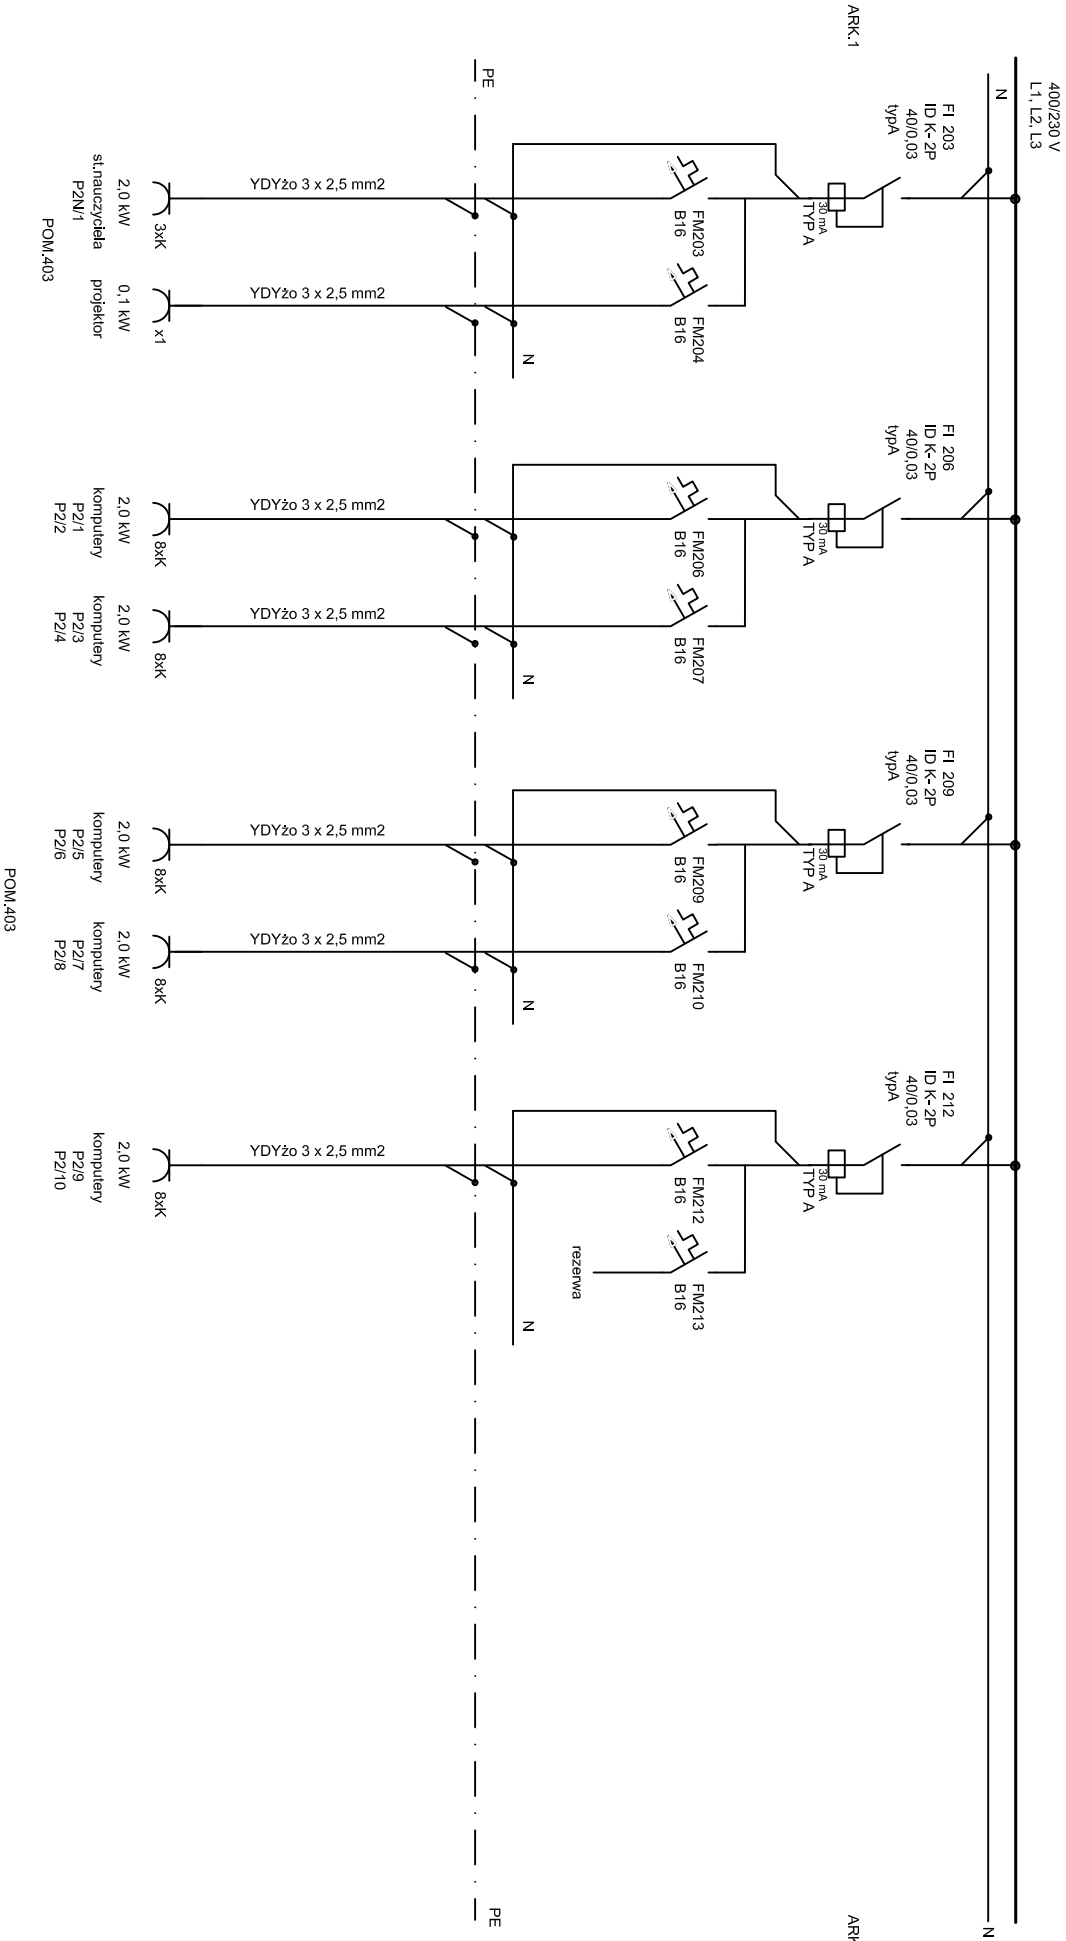 400/230 V
L1, L2, L3
ARK.1
ARK
N
N
FI 203
ID K- 2P
40/0,03
typA
30 mA
TYP A
FM203
B16
FM204
B16
N
PE
YDYżo 3 x 2,5 mm2
3xK
2,0 kW
st.nauczyciela
P2N/1
YDYżo 3 x 2,5 mm2
x1
0,1 kW
projektor
POM.403
FI 206
ID K- 2P
40/0,03
typA
30 mA
TYP A
FM206
B16
FM207
B16
N
YDYżo 3 x 2,5 mm2
8xK
2,0 kW
komputery
P2/1
P2/2
YDYżo 3 x 2,5 mm2
8xK
2,0 kW
komputery
P2/3
P2/4
FI 209
ID K- 2P
40/0,03
typA
30 mA
TYP A
FM209
B16
FM210
B16
N
YDYżo 3 x 2,5 mm2
8xK
2,0 kW
komputery
P2/5
P2/6
YDYżo 3 x 2,5 mm2
8xK
2,0 kW
komputery
P2/7
P2/8
POM.403
FI 212
ID K- 2P
40/0,03
typA
30 mA
TYP A
FM212
B16
FM213
B16
rezerwa
N
YDYżo 3 x 2,5 mm2
8xK
2,0 kW
komputery
P2/9
P2/10
PE